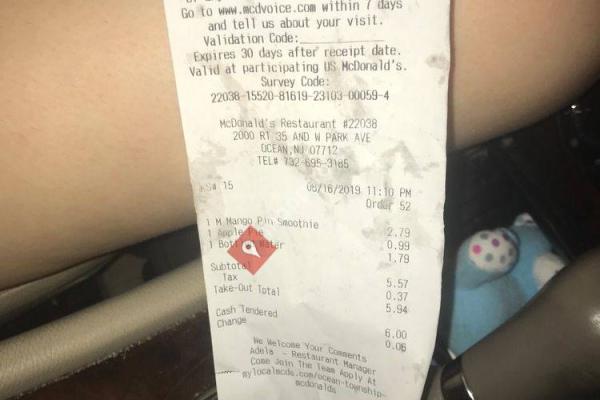 Go to www.mcdvoice.com within 7 days
and tell us about your visit.
Validation Code:
Expires 30 days after receipt date.
Valid at participating US McDonald's.
Survey Code:
22038-15520-81619-23103-00059-4
McDonald's Restaurant #22038
2000 RT 35 AND W PARK AVE
OCEAN,NJ 07712
TEL# 732-695-3185
KS# 15 08/16/2019 11:10 PM
Order 52
1 M Mango Pin Smoothie 2.79
1 Apple Pie 0.99
1 Bottled Water 1.79
Subtotal 5.57
Tax 0.37
Take-Out Total 5.94
Cash Tendered 6.00
Change 0.06
We Welcome Your Comments
Adela - Restaurant Manager
Come Join The Team Apply At
mylocalmcds.com/ocean-township-
mcdonalds